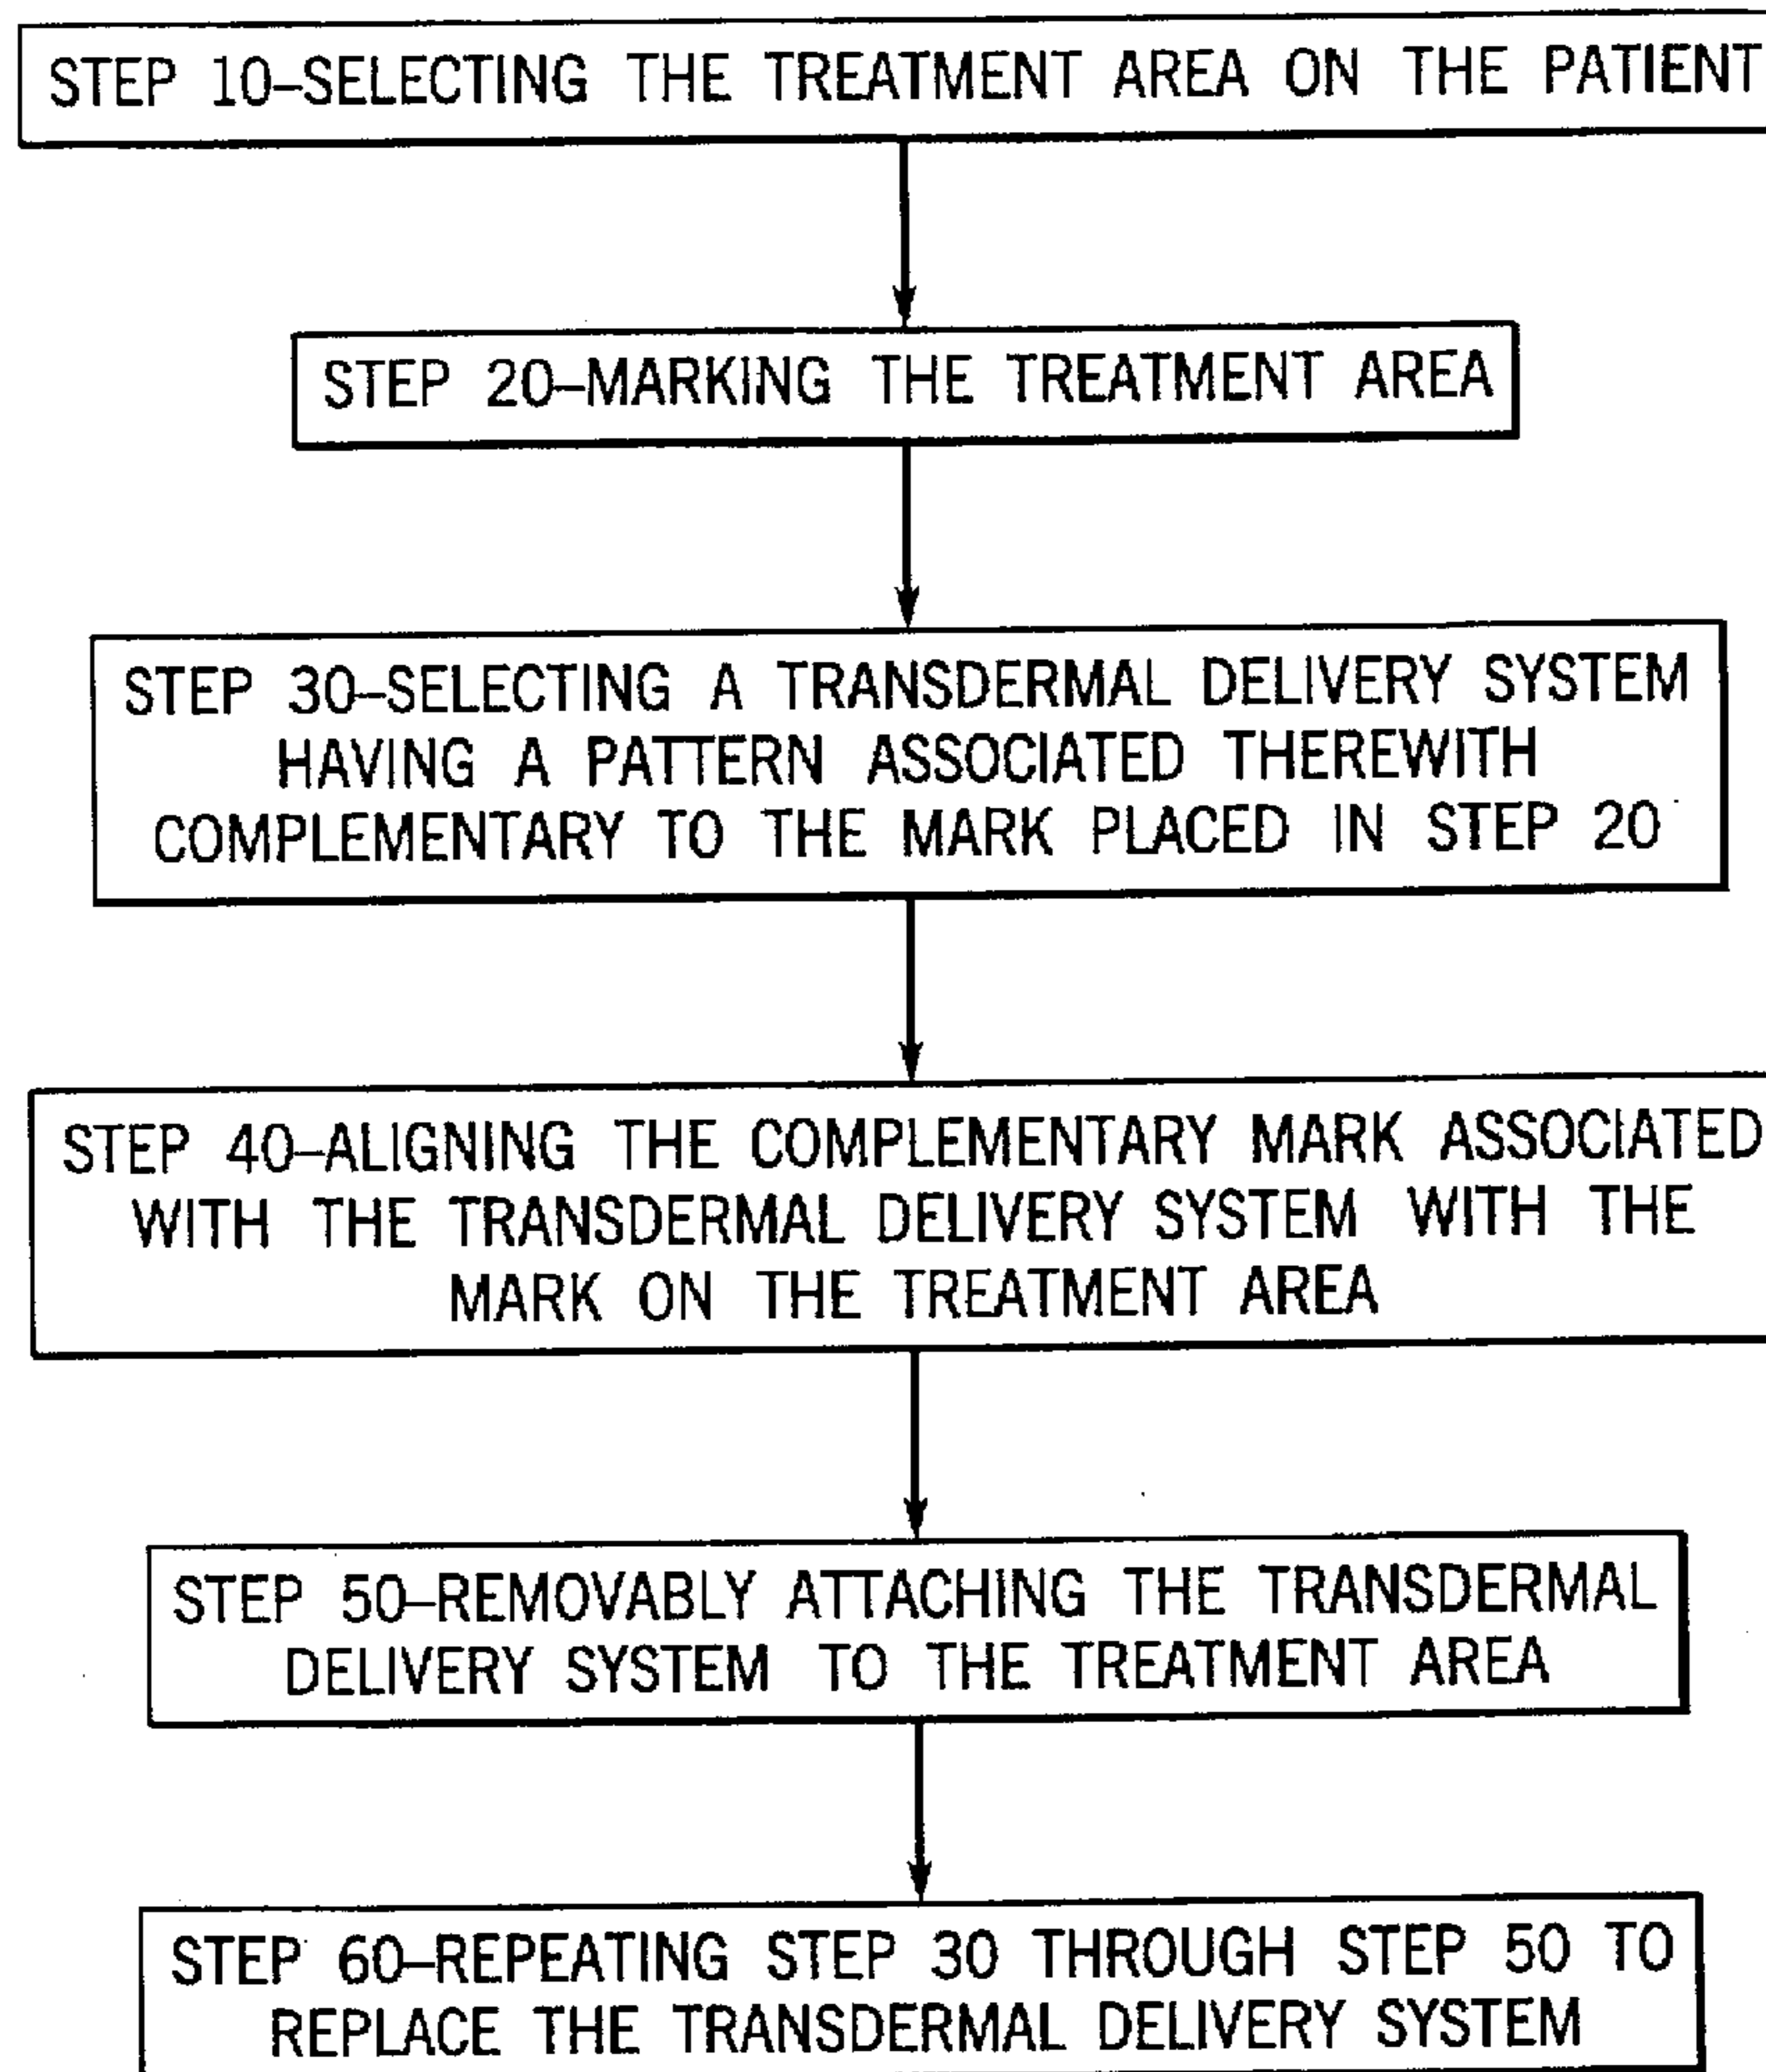 STEP 10–SELECTING THE TREATMENT AREA ON THE PATIENT
STEP 20–MARKING THE TREATMENT AREA
STEP 30–SELECTING A TRANSDERMAL DELIVERY SYSTEM
HAVING A PATTERN ASSOCIATED THEREWITH
COMPLEMENTARY TO THE MARK PLACED IN STEP 20
STEP 40–ALIGNING THE COMPLEMENTARY MARK ASSOCIATED
WITH THE TRANSDERMAL DELIVERY SYSTEM WITH THE
MARK ON THE TREATMENT AREA
STEP 50–REMOVABLY ATTACHING THE TRANSDERMAL
DELIVERY SYSTEM TO THE TREATMENT AREA
STEP 60–REPEATING STEP 30 THROUGH STEP 50 TO
REPLACE THE TRANSDERMAL DELIVERY SYSTEM